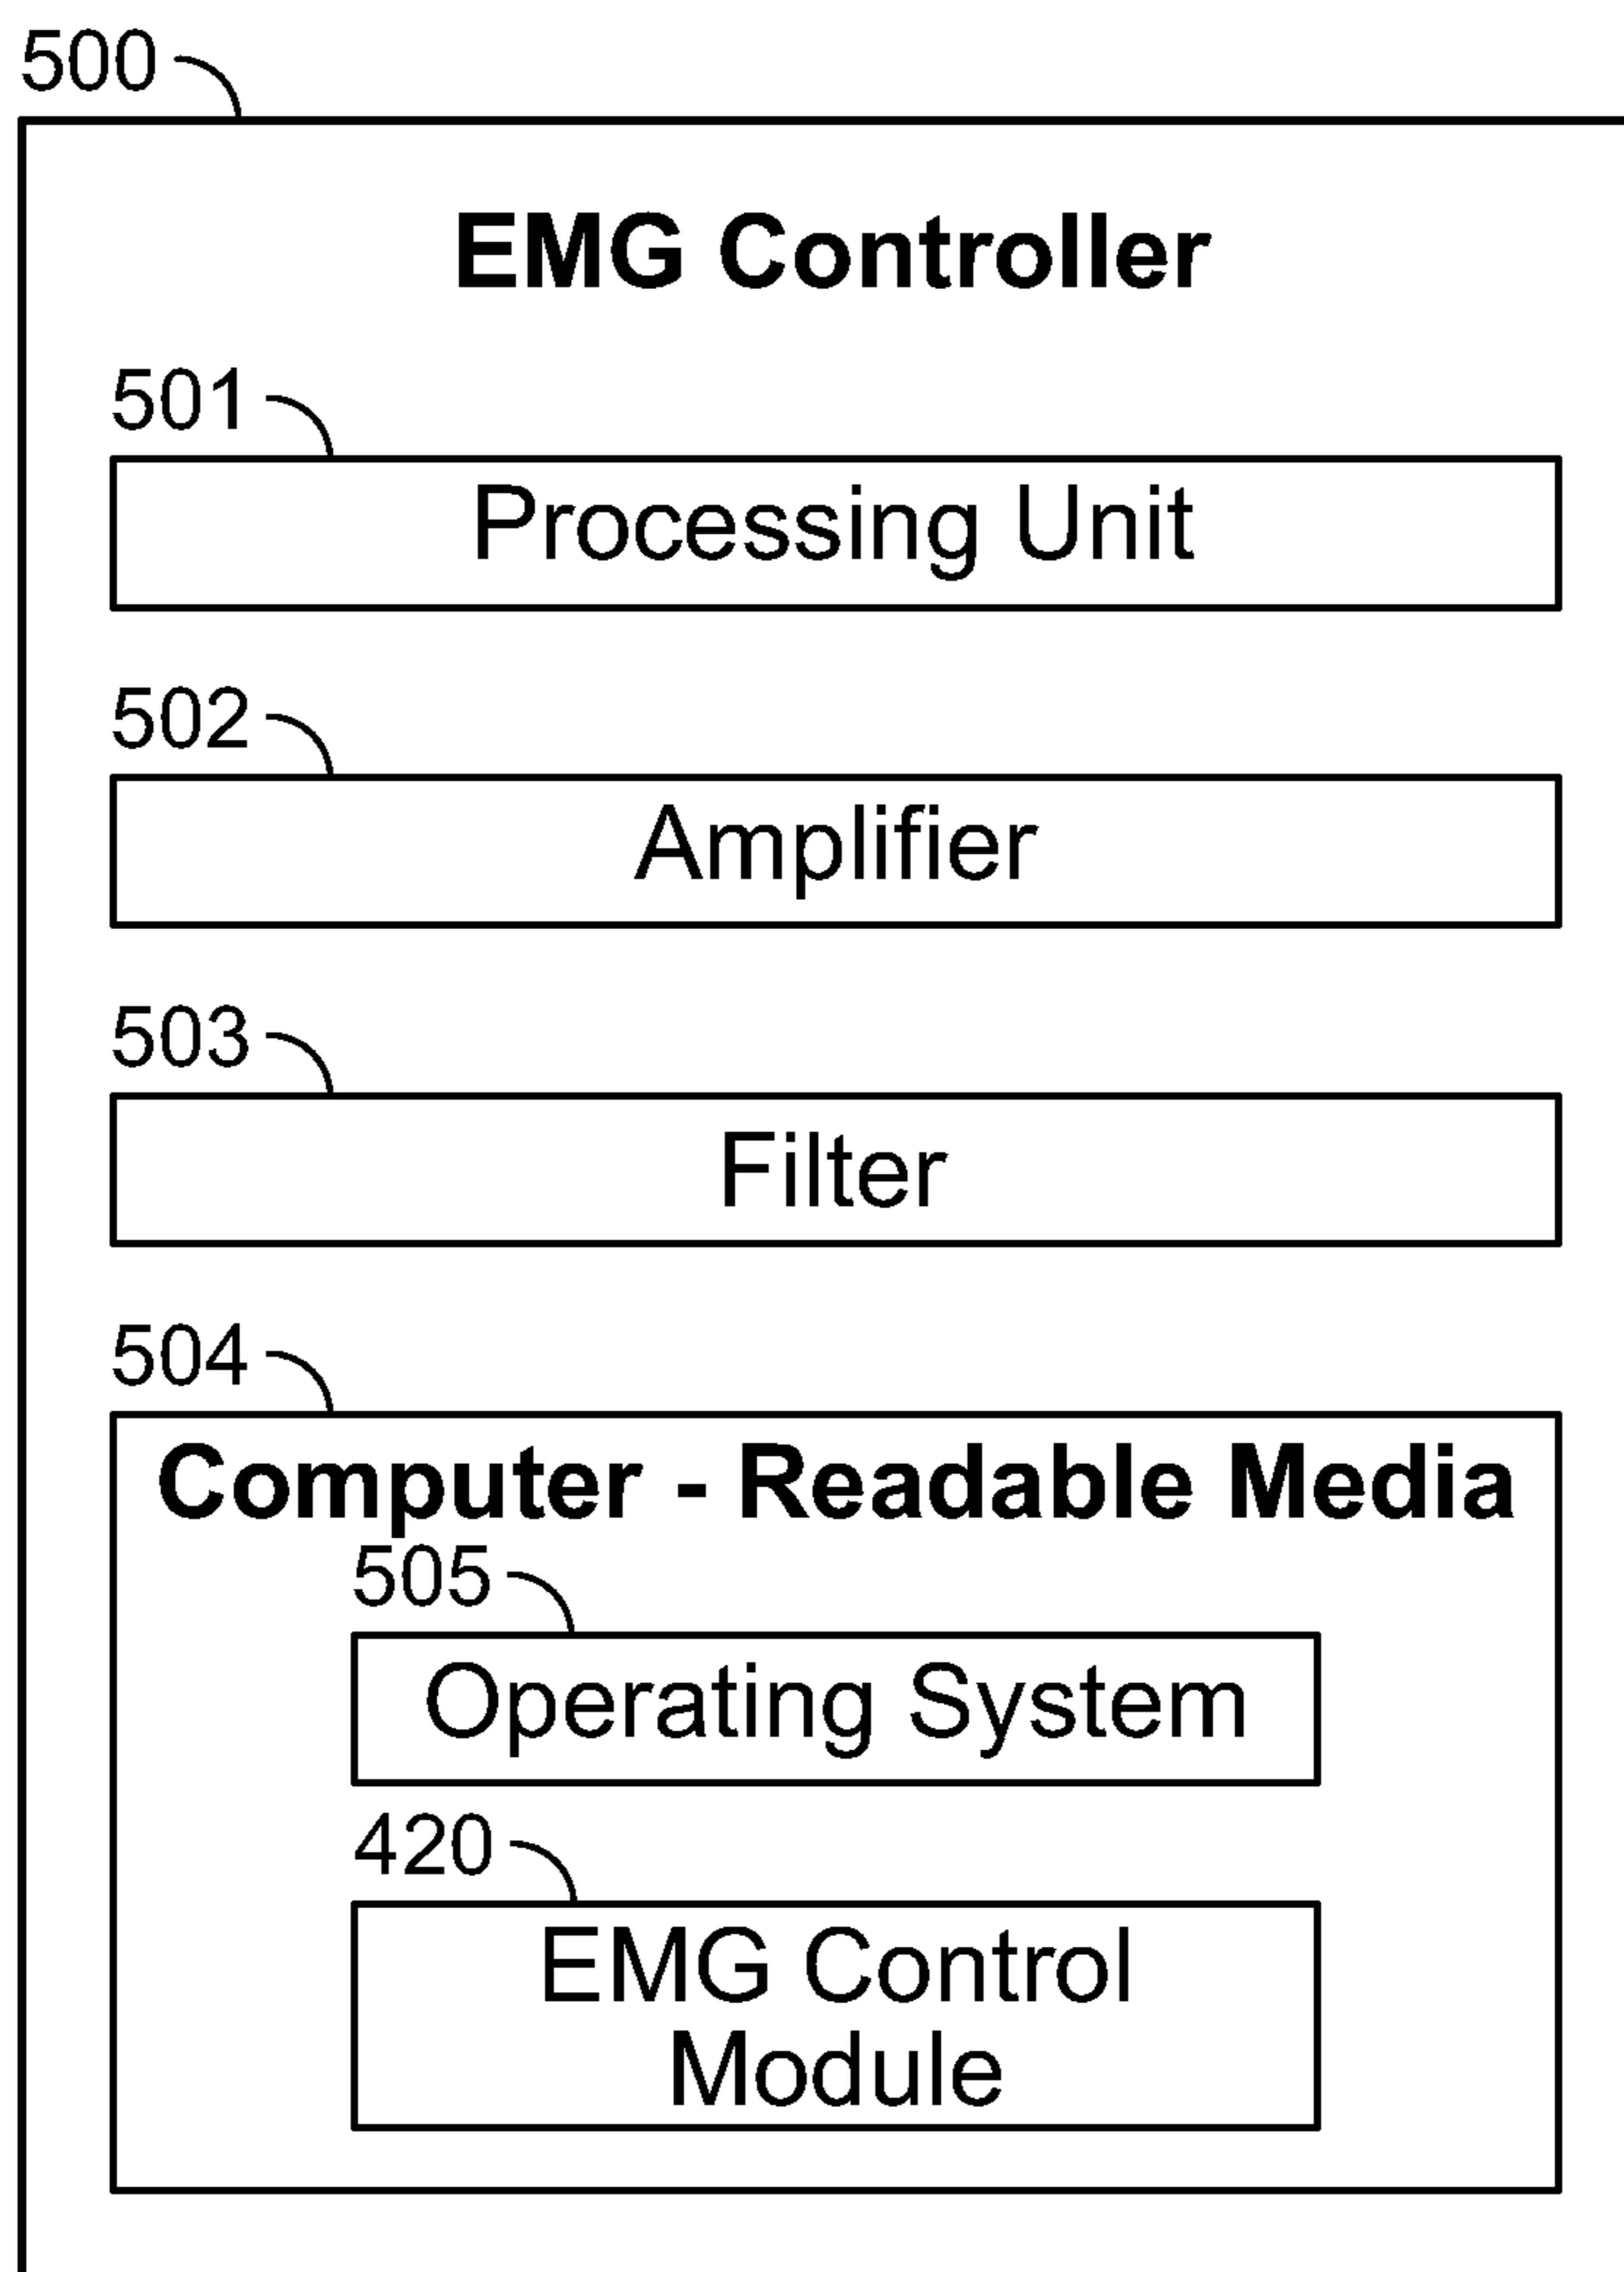 500
EMG Controller
501
Processing Unit
502
Amplifier
503
Filter
504
Computer - Readable Media
505
Operating System
420
EMG Control
Module